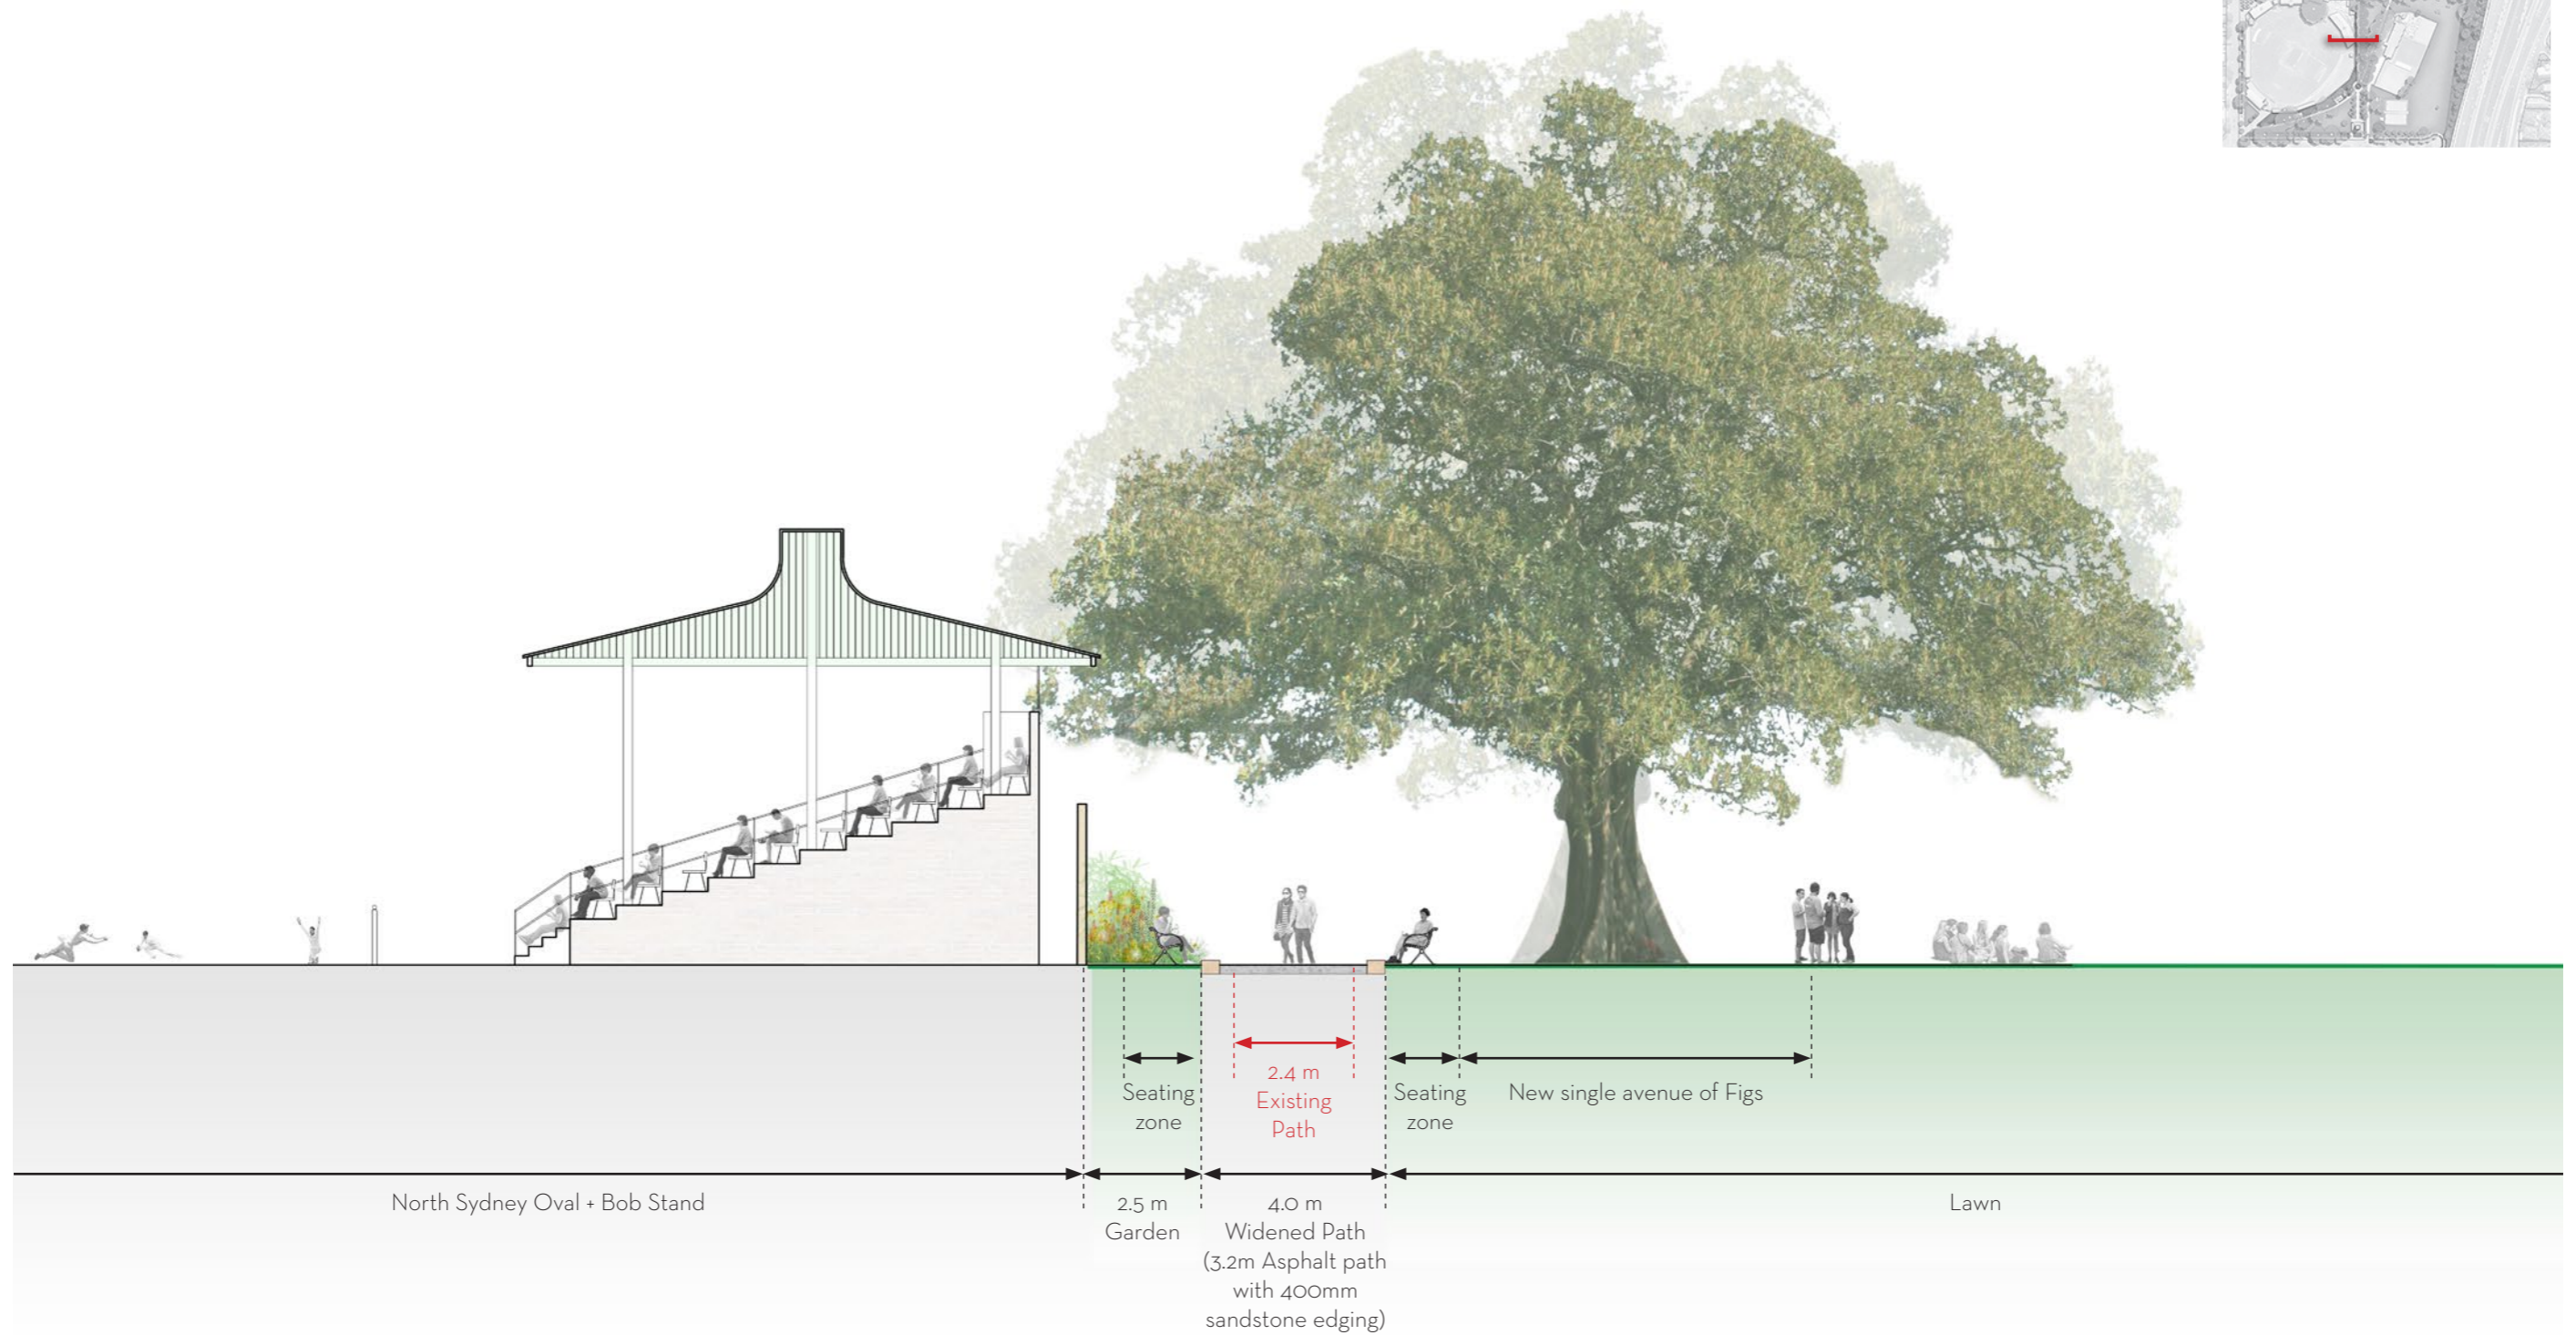 2.4 m
Existing
Path
Seating
zone
Seating
zone
New single avenue of Figs
North Sydney Oval + Bob Stand
2.5 m
Garden
4.0 m
Widened Path
(3.2m Asphalt path
with 400mm
sandstone edging)
Lawn